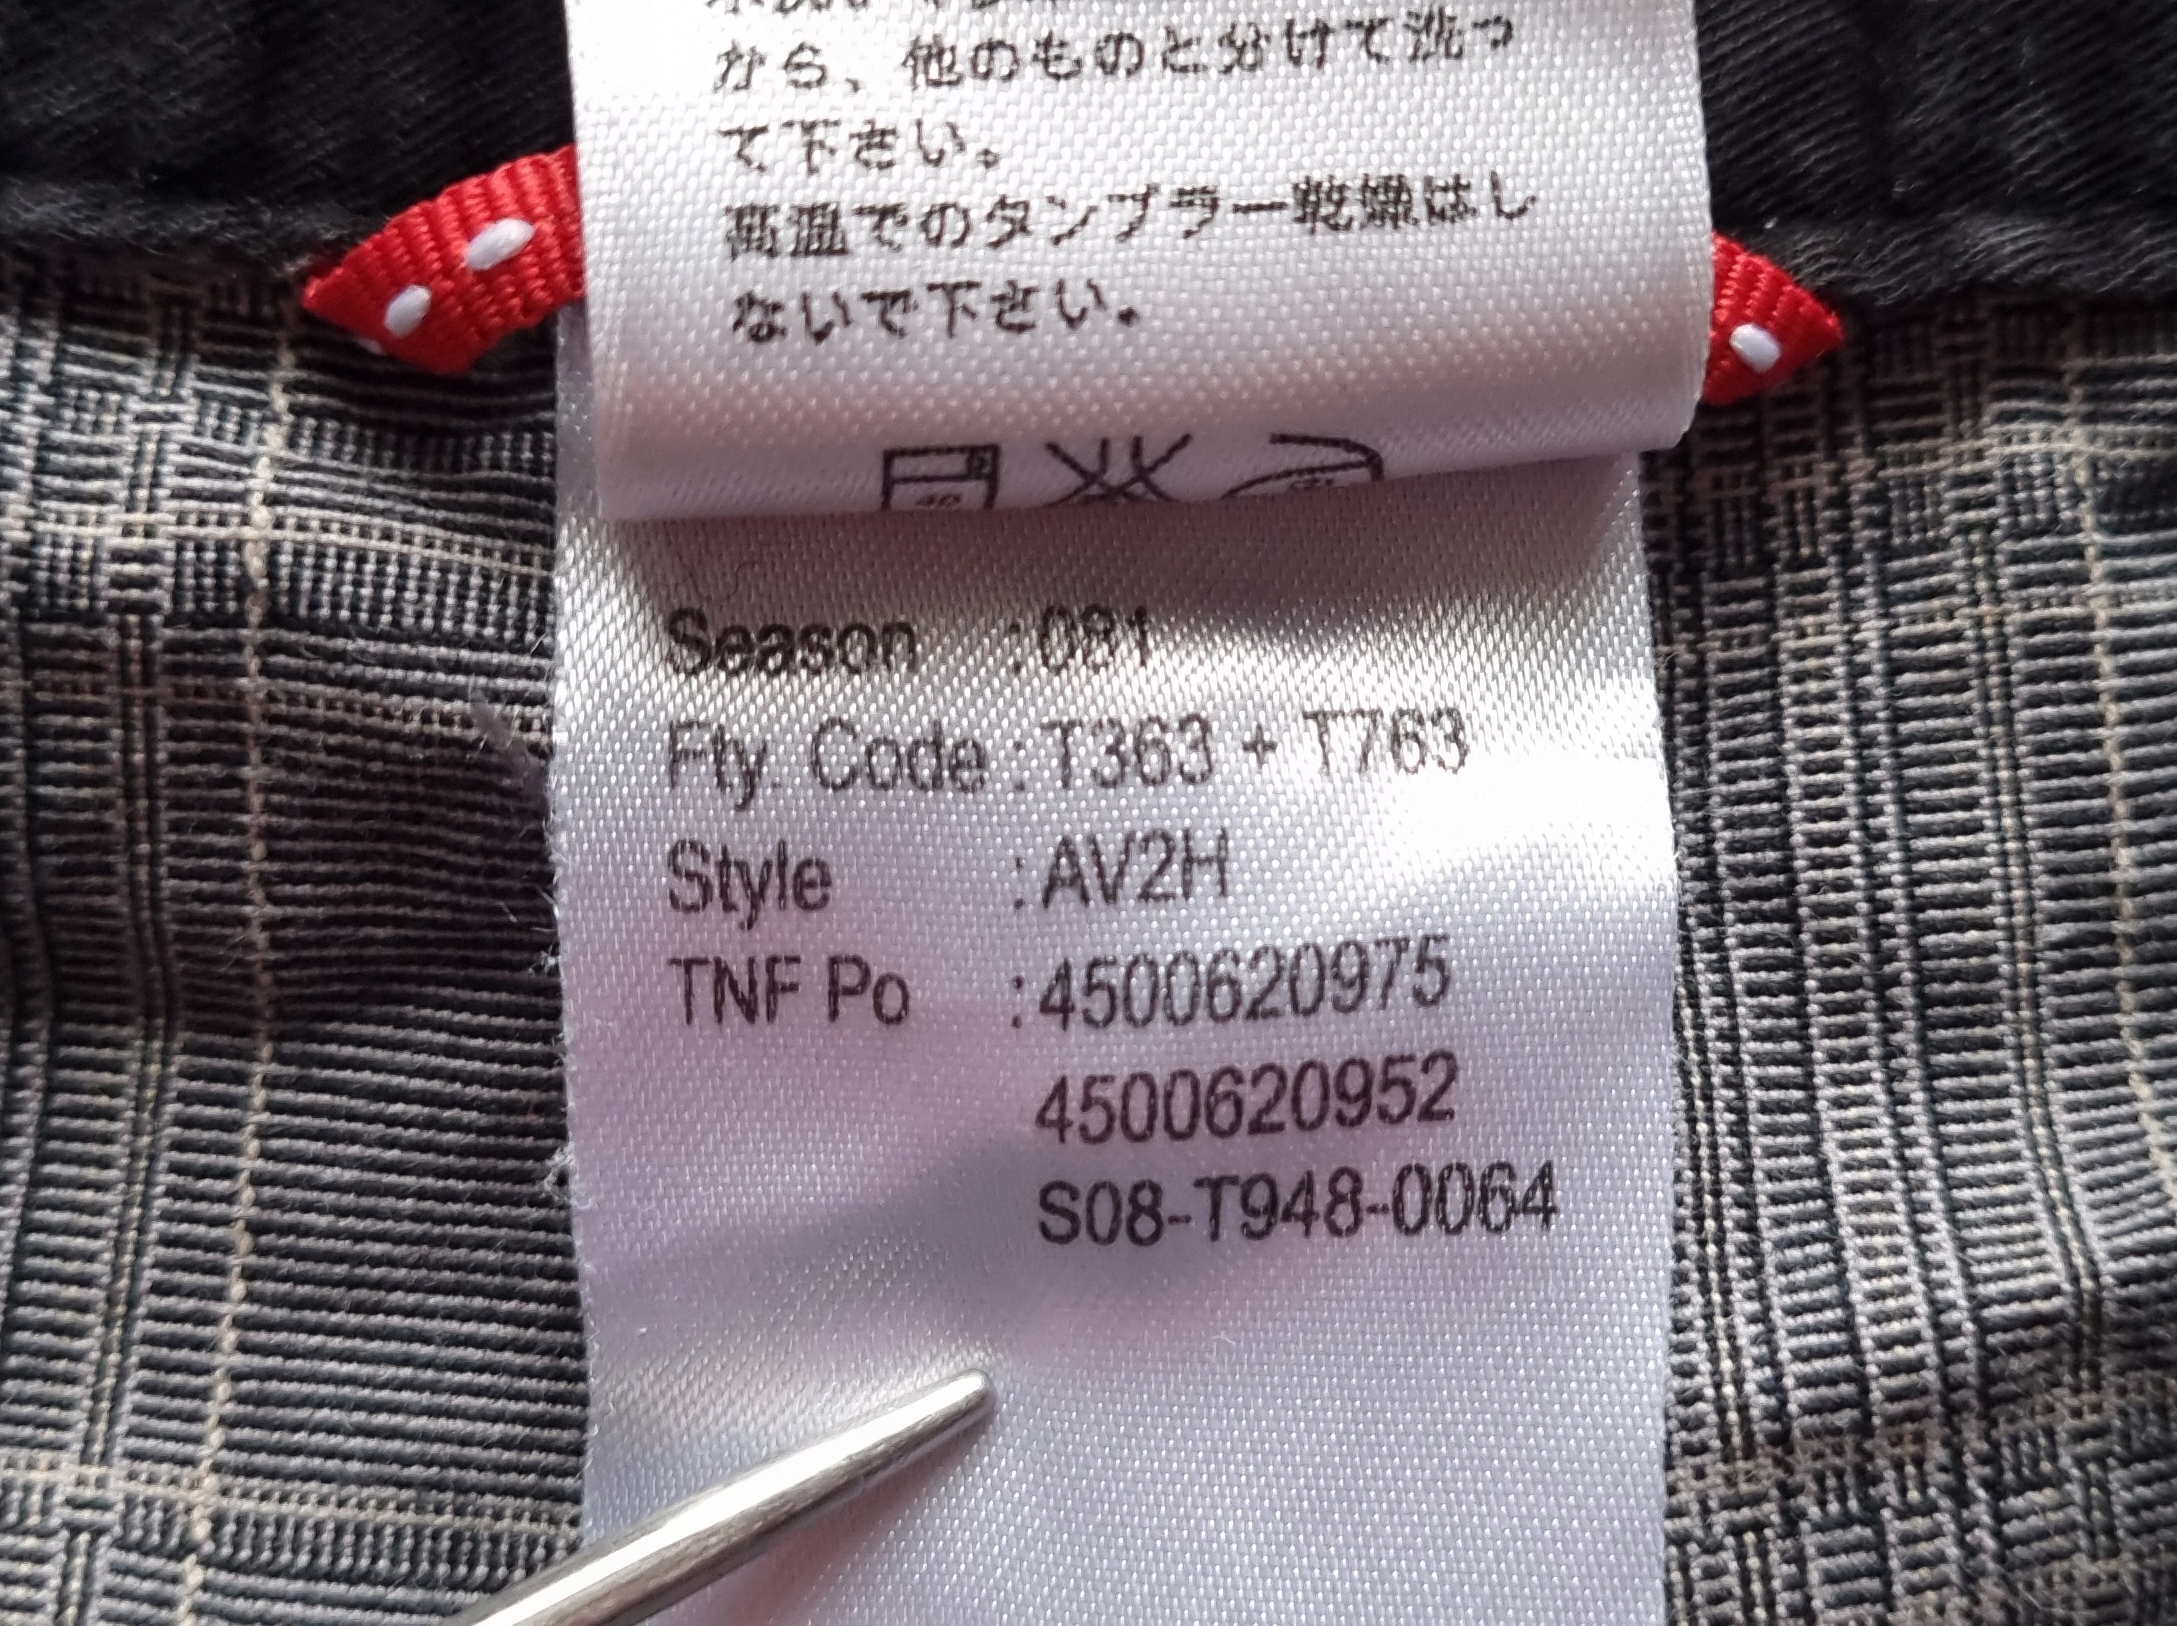 から、他のものと分けて洗っ
て下さい。
高温でのタンブラー乾燥はし
ないで下さい。
40
Season : 081
Fty. Code : T363 + T763
Style : AV2H
TNF Po : 4500620975
4500620952
S08-T948-0064